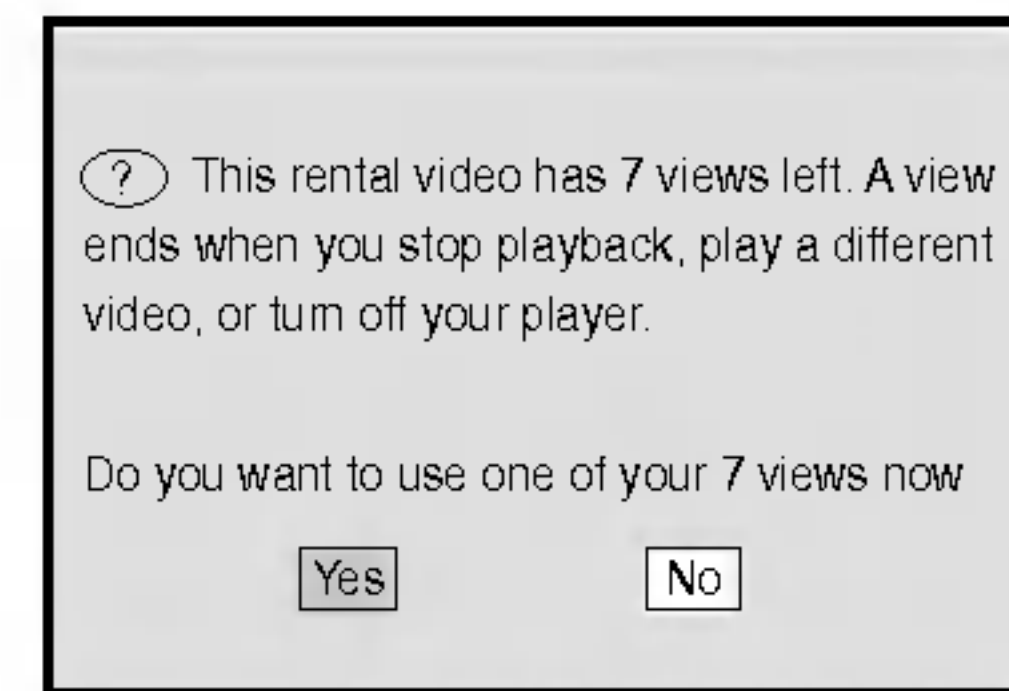 ? This rental video has 7 views left. A view
ends when you stop playback, play a different
video, or turn off your player.
Do you want to use one of your 7 views now
Yes No